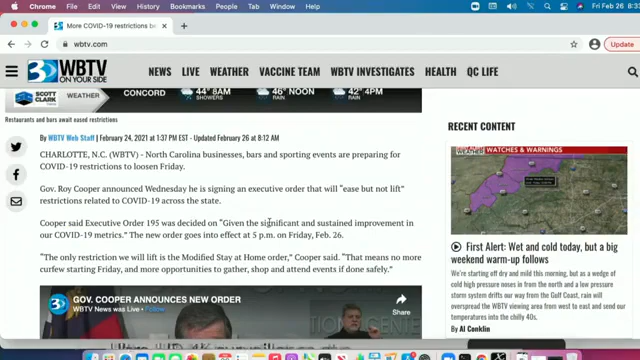 Chrome File Edit View History Bookmarks People Tab Window Help
Fri Feb 26 8:3
More COVID-19 restrictions be
wbtv.com
Update
3 WBTV
ON YOUR SIDE
NEWS LIVE WEATHER VACCINE TEAM WBTV INVESTIGATES HEALTH QC LIFE
SCOTT CLARK
WEATHER
CONCORD
44° 8AM
SHOWERS
46° NOON
RAIN
42° 4PM
RAIN
Restaurants and bars await eased restrictions
By WBTV Web Staff | February 24, 2021 at 1:37 PM EST - Updated February 26 at 8:12 AM
CHARLOTTE, N.C. (WBTV) - North Carolina businesses, bars and sporting events are preparing for
COVID-19 restrictions to loosen Friday.
Gov. Roy Cooper announced Wednesday he is signing an executive order that will “ease but not lift”
restrictions related to COVID-19 across the state.
Cooper said Executive Order 195 was decided on “Given the significant and sustained improvement in
our COVID-19 metrics.” The new order goes into effect at 5 p.m. on Friday, Feb. 26.
“The only restriction we will lift is the Modified Stay at Home order,” Cooper said. “That means no more
curfew starting Friday, and more opportunities to gather, shop and attend events if done safely.”
3
GOV. COOPER ANNOUNCES NEW ORDER
WBTV News was Live · Follow
Share
RECENT CONTENT
WATCHES & WARNINGS
First Alert: Wet and cold today, but a big
weekend warm-up follows
We're starting off dry and mild this morning, but as a wedge of
cold high pressure noses in from the north and a low
pressure storm system drifts our way from the Gulf Coast, rain will
overspread the WBTV viewing area from west to east and send our
temperatures into the chilly 40s.
By Al Conklin